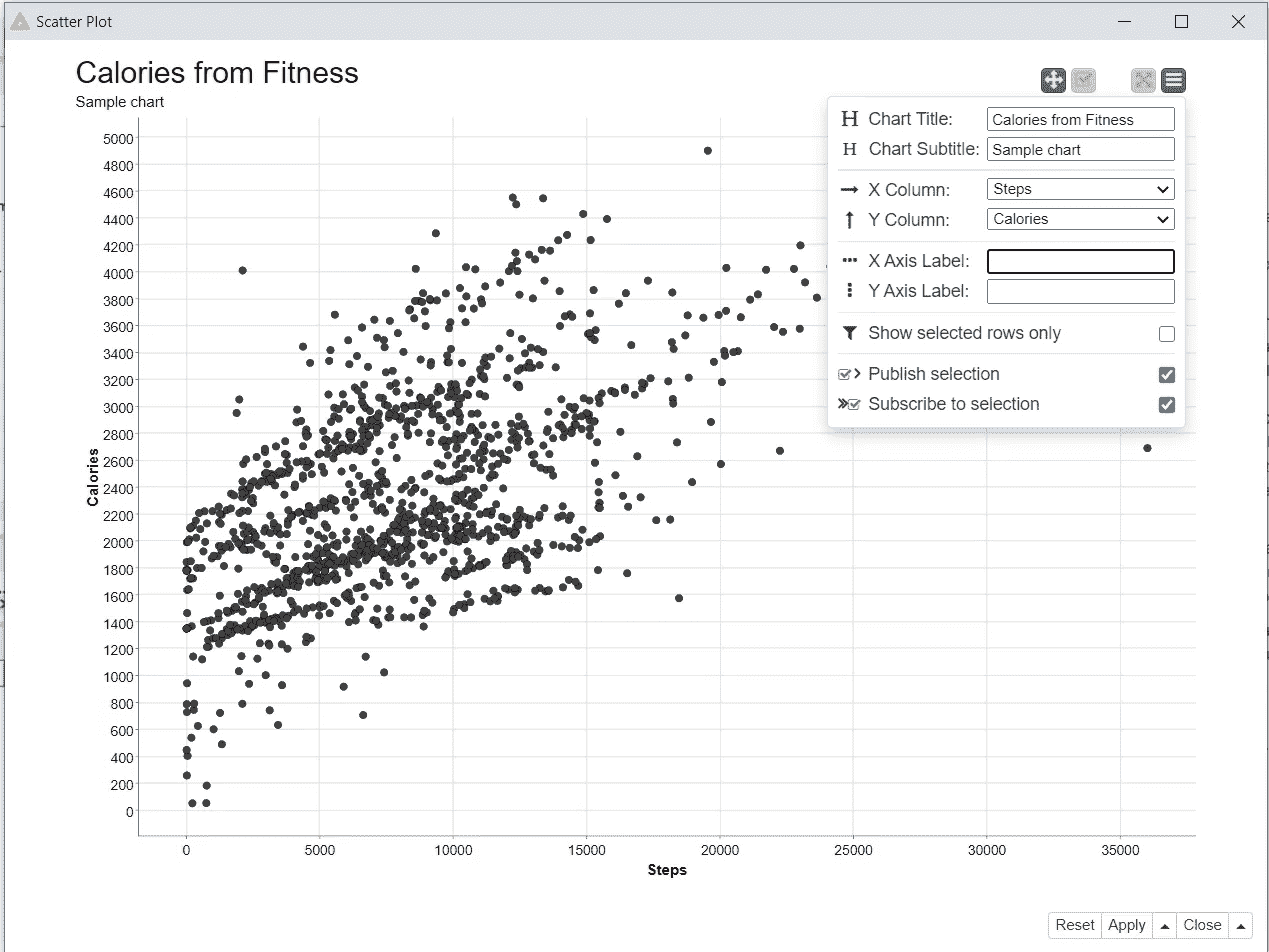 Scatter Plot
Calories from Fitness
Sample chart
H Chart Title: Calories from Fitness
H Chart Subtitle: Sample chart
X Column: Steps
Y Column: Calories
X Axis Label:
Y Axis Label:
Show selected rows only
Publish selection
Subscribe to selection
5000
4800
4600
4400
4200
4000
3800
3600
3400
3200
3000
2800
2600
2400
2200
2000
1800
1600
1400
1200
1000
800
600
400
200
0
Calories
0 5000 10000 15000 20000 25000 30000 35000
Steps
Reset Apply Close